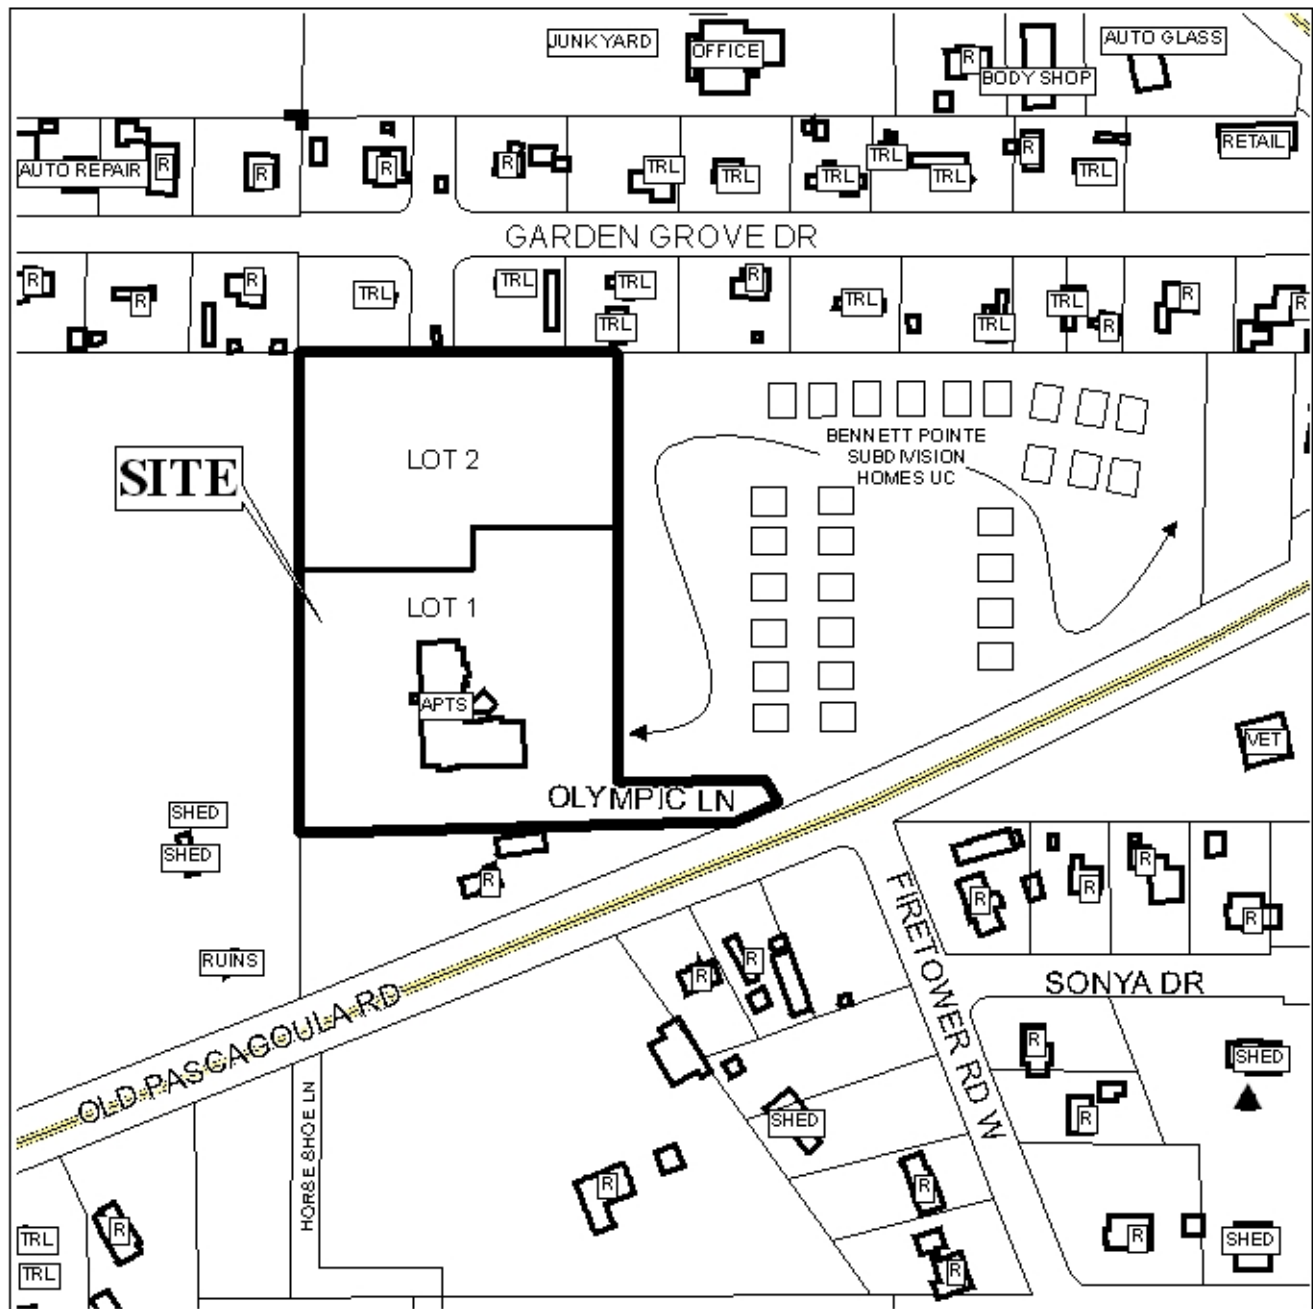 JUNKYARD
OFFICE
R
BODY SHOP
AUTO GLASS
AUTO REPAIR
R
R
R
R
TRL
TRL
TRL
TRL
TRL
R
TRL
RETAIL
GARDEN GROVE DR
R
R
R
TRL
TRL
TRL
TRL
R
TRL
TRL
TRL
R
R
R
SITE
LOT 2
BENNETT POINTE
SUBDIVISION
HOMES UC
LOT 1
APTS
OLYMPIC LN
VET
SHED
SHED
R
RUINS
R
R
R
R
FIRETOWER RD W
SONYA DR
R
R
OLD PASCAGOULA RD
SHED
R
R
SHED
HORSE SHOE LN
R
R
R
R
SHED
R
TRL
TRL